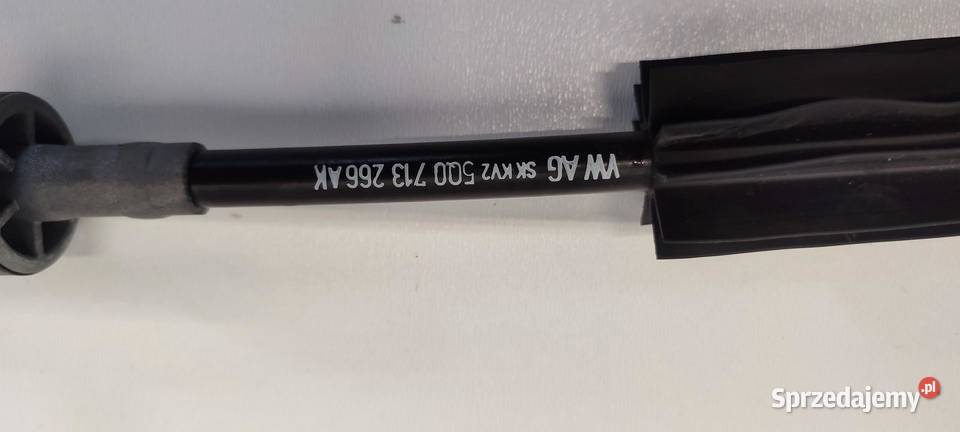 VW AG SK KV2 5Q0 713 266 AK
Sprzedajemy.pl